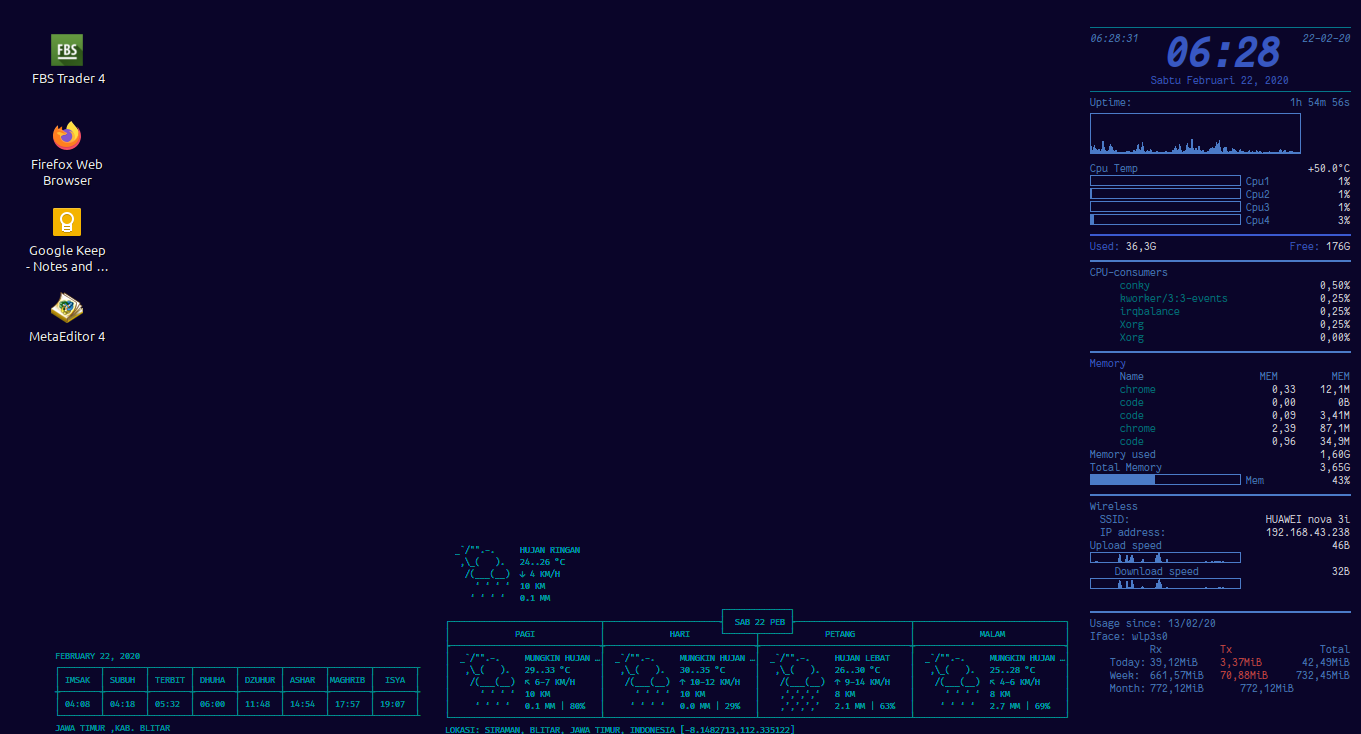 FBS
FBS Trader 4
Firefox Web
Browser
Google Keep
- Notes and ...
MetaEditor 4
06:28:31 06:28 22-02-20
Sabtu Februari 22, 2020
Uptime: 1h 54m 56s
Cpu Temp +50.0°C
Cpu1 1%
Cpu2 1%
Cpu3 1%
Cpu4 3%
Used: 36,3G Free: 176G
CPU-consumers
conky 0,50%
kworker/3:3-events 0,25%
irqbalance 0,25%
Xorg 0,25%
Xorg 0,00%
Memory
Name MEM MEM
chrome 0,33 12,1M
code 0,00 0B
code 0,09 3,41M
chrome 2,39 87,1M
code 0,96 34,9M
Memory used 1,60G
Total Memory 3,65G
Mem 43%
Wireless
SSID: HUAWEI nova 3i
IP address: 192.168.43.238
Upload speed 46B
Download speed 32B
Usage since: 13/02/20
Iface: wlp3s0
Rx Tx Total
Today: 39,12MiB 3,37MiB 42,49MiB
Week: 661,57MiB 70,88MiB 732,45MiB
Month: 772,12MiB 772,12MiB
HUJAN RINGAN
24..26 °C
↓ 4 KM/H
10 KM
0.1 MM
SAB 22 PEB
PAGI HARI PETANG MALAM
MUNGKIN HUJAN … MUNGKIN HUJAN … HUJAN LEBAT MUNGKIN HUJAN …
29..33 °C 30..35 °C 26..30 °C 25..28 °C
↖ 6-7 KM/H ↑ 10-12 KM/H ↑ 9-14 KM/H ↖ 4-6 KM/H
10 KM 10 KM 8 KM 8 KM
0.1 MM | 80% 0.0 MM | 29% 2.1 MM | 63% 2.7 MM | 69%
LOKASI: SIRAMAN, BLITAR, JAWA TIMUR, INDONESIA [-8.1482713,112.335122]
FEBRUARY 22, 2020
IMSAK SUBUH TERBIT DHUHA DZUHUR ASHAR MAGHRIB ISYA
04:08 04:18 05:32 06:00 11:48 14:54 17:57 19:07
JAWA TIMUR ,KAB. BLITAR